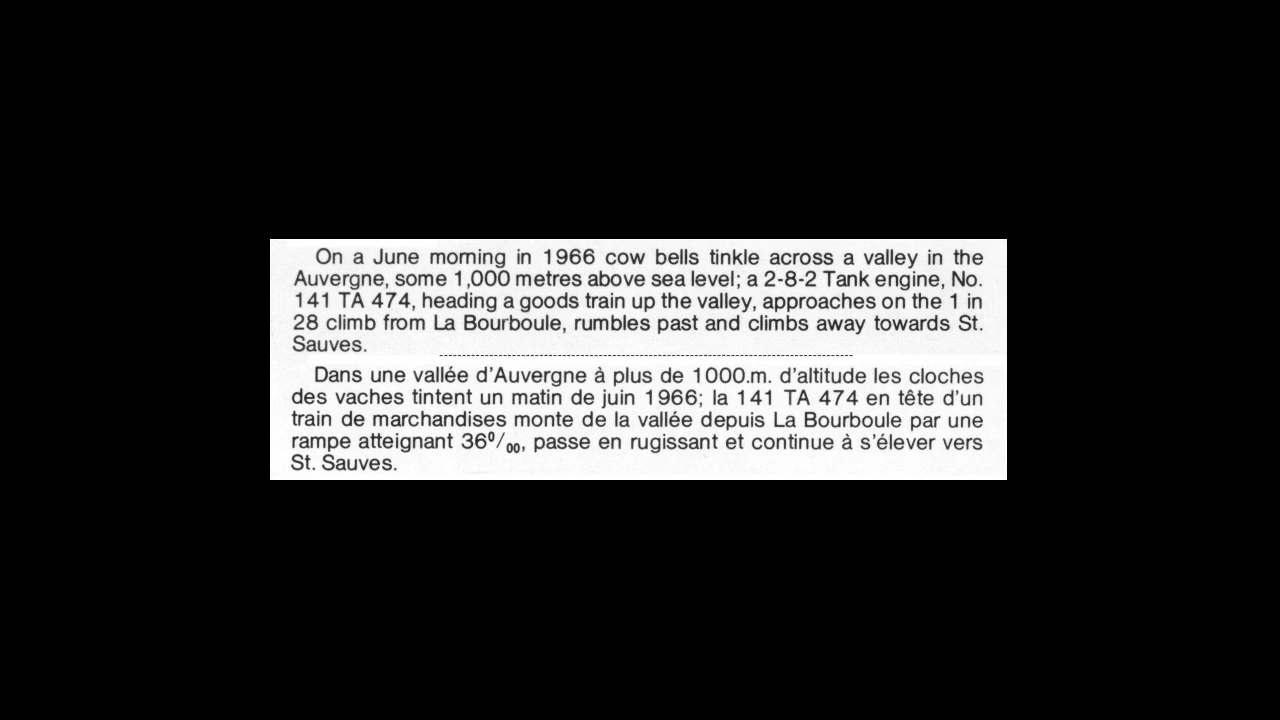 On a June morning in 1966 cow bells tinkle across a valley in the
Auvergne, some 1,000 metres above sea level; a 2-8-2 Tank engine, No.
141 TA 474, heading a goods train up the valley, approaches on the 1 in
28 climb from La Bourboule, rumbles past and climbs away towards St.
Sauves.
Dans une vallée d'Auvergne à plus de 1000.m. d'altitude les cloches
des vaches tintent un matin de juin 1966; la 141 TA 474 en tête d'un
train de marchandises monte de la vallée depuis La Bourboule par une
rampe atteignant 36⁰/₀₀, passe en rugissant et continue à s'élever vers
St. Sauves.